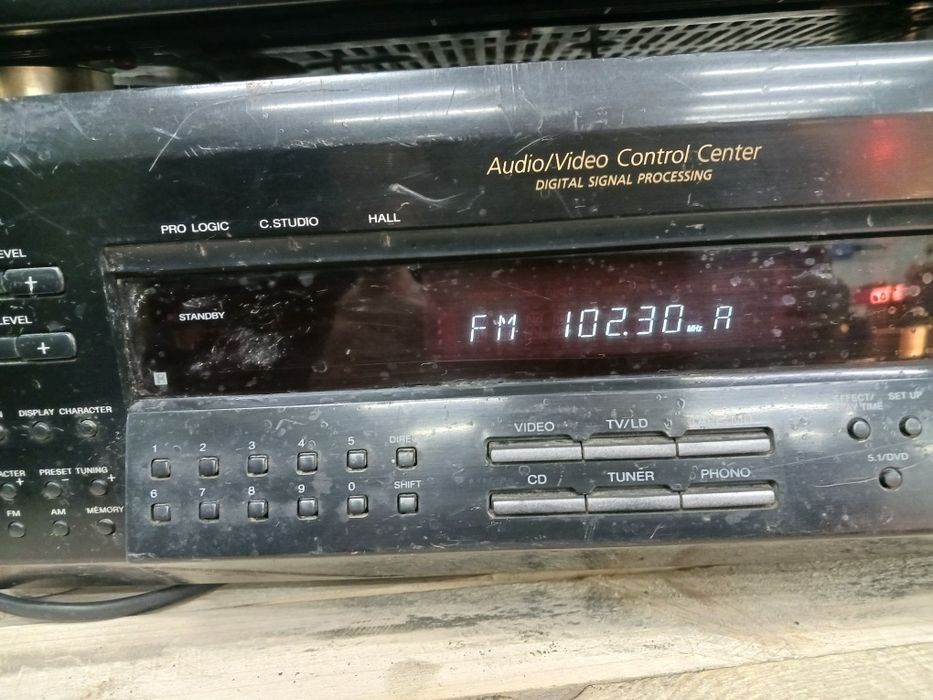 Audio/Video Control Center
DIGITAL SIGNAL PROCESSING
PRO LOGIC C.STUDIO HALL
LEVEL
+
LEVEL
+
STANDBY
FM 102.30 MHz A
DISPLAY CHARACTER
1 2 3 4 5
VIDEO TV/LD
SET UP
5.1/DVD
+ PRESET TUNING
- +
6 7 8 9 0 SHIFT
CD TUNER PHONO
FM AM MEMORY